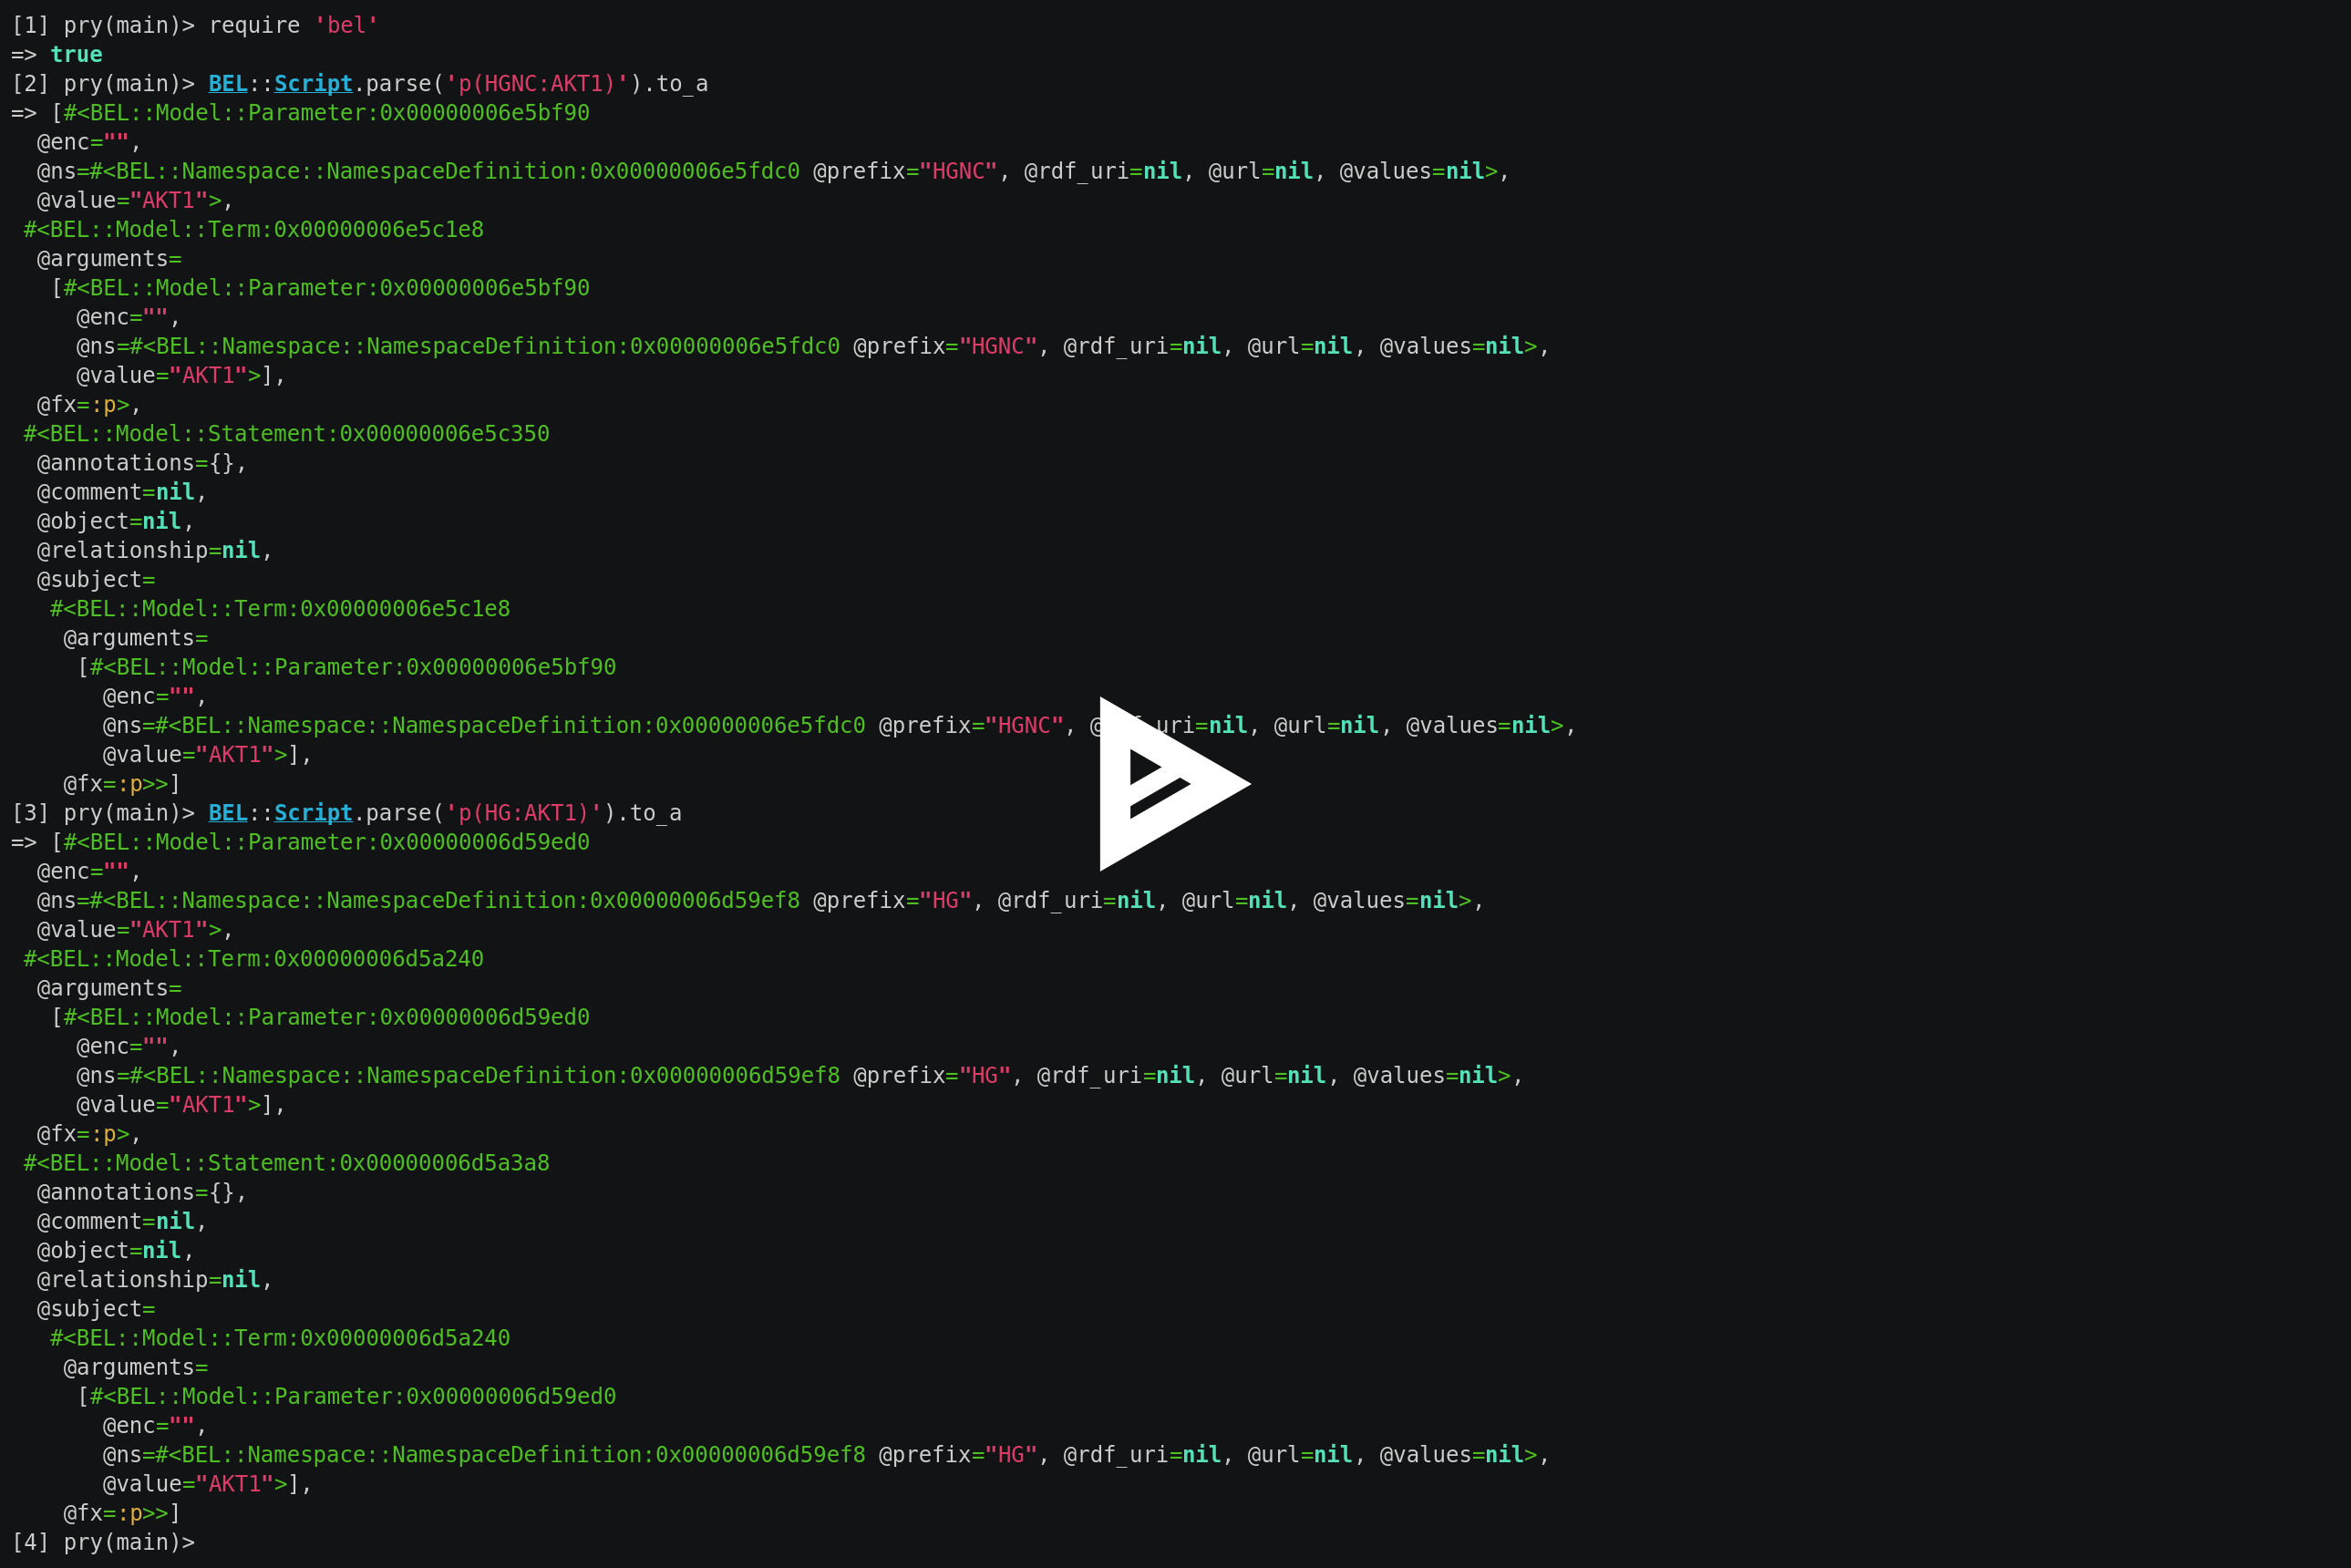 [1] pry(main)> require 'bel'
=> true
[2] pry(main)> BEL::Script.parse('p(HGNC:AKT1)').to_a
=> [#<BEL::Model::Parameter:0x00000006e5bf90
  @enc="",
  @ns=#<BEL::Namespace::NamespaceDefinition:0x00000006e5fdc0 @prefix="HGNC", @rdf_uri=nil, @url=nil, @values=nil>,
  @value="AKT1">,
 #<BEL::Model::Term:0x00000006e5c1e8
  @arguments=
   [#<BEL::Model::Parameter:0x00000006e5bf90
     @enc="",
     @ns=#<BEL::Namespace::NamespaceDefinition:0x00000006e5fdc0 @prefix="HGNC", @rdf_uri=nil, @url=nil, @values=nil>,
     @value="AKT1">],
  @fx=:p>,
 #<BEL::Model::Statement:0x00000006e5c350
  @annotations={},
  @comment=nil,
  @object=nil,
  @relationship=nil,
  @subject=
   #<BEL::Model::Term:0x00000006e5c1e8
    @arguments=
     [#<BEL::Model::Parameter:0x00000006e5bf90
       @enc="",
       @ns=#<BEL::Namespace::NamespaceDefinition:0x00000006e5fdc0 @prefix="HGNC", uri=nil, @url=nil, @values=nil>,
       @value="AKT1">],
    @fx=:p>>]
[3] pry(main)> BEL::Script.parse('p(HG:AKT1)').to_a
=> [#<BEL::Model::Parameter:0x00000006d59ed0
  @enc="",
  @ns=#<BEL::Namespace::NamespaceDefinition:0x00000006d59ef8 @prefix="HG", @rdf_uri=nil, @url=nil, @values=nil>,
  @value="AKT1">,
 #<BEL::Model::Term:0x00000006d5a240
  @arguments=
   [#<BEL::Model::Parameter:0x00000006d59ed0
     @enc="",
     @ns=#<BEL::Namespace::NamespaceDefinition:0x00000006d59ef8 @prefix="HG", @rdf_uri=nil, @url=nil, @values=nil>,
     @value="AKT1">],
  @fx=:p>,
 #<BEL::Model::Statement:0x00000006d5a3a8
  @annotations={},
  @comment=nil,
  @object=nil,
  @relationship=nil,
  @subject=
   #<BEL::Model::Term:0x00000006d5a240
    @arguments=
     [#<BEL::Model::Parameter:0x00000006d59ed0
       @enc="",
       @ns=#<BEL::Namespace::NamespaceDefinition:0x00000006d59ef8 @prefix="HG", @rdf_uri=nil, @url=nil, @values=nil>,
       @value="AKT1">],
    @fx=:p>>]
[4] pry(main)>